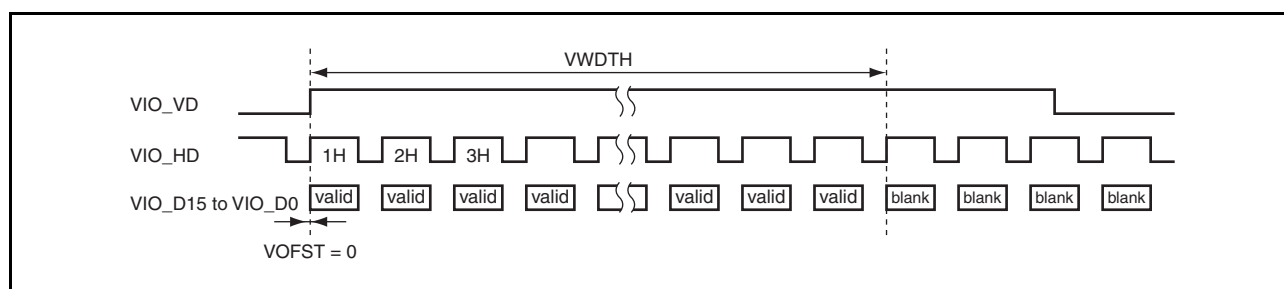 VWDTH
VIO_VD
VIO_HD
1H 2H 3H
VIO_D15 to VIO_D0
valid valid valid valid valid valid valid blank blank blank blank
VOFST = 0